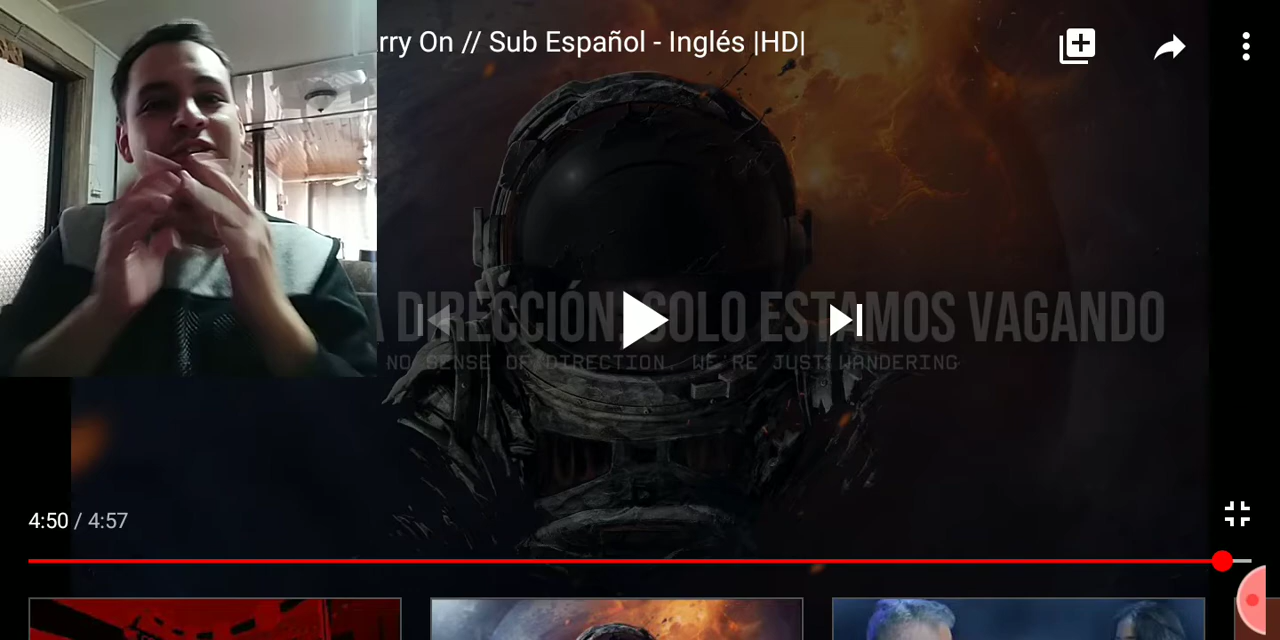 rry On // Sub Español - Inglés |HD|
A DIRECCIÓN, SOLO ESTAMOS VAGANDO
NO SENSE OF DIRECTION, WE'RE JUST WANDERING
4:50 / 4:57